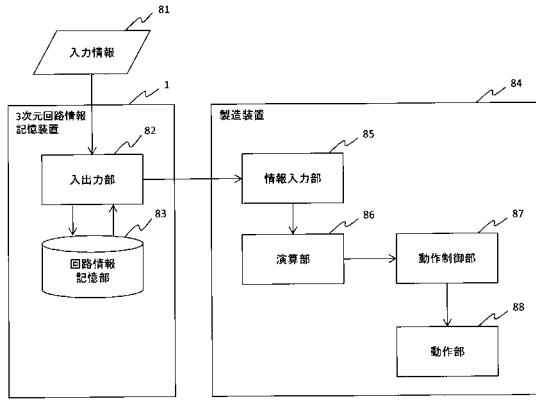 81
入力情報
1
3次元回路情報
記憶装置
82
入出力部
83
回路情報
記憶部
84
製造装置
85
情報入力部
86
演算部
87
動作制御部
88
動作部